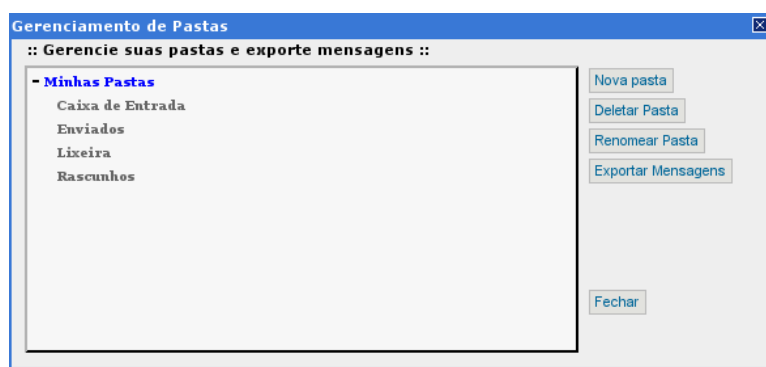 Gerenciamento de Pastas
:: Gerencie suas pastas e exporte mensagens ::
- Minhas Pastas
Caixa de Entrada
Enviados
Lixeira
Rascunhos
Nova pasta
Deletar Pasta
Renomear Pasta
Exportar Mensagens
Fechar